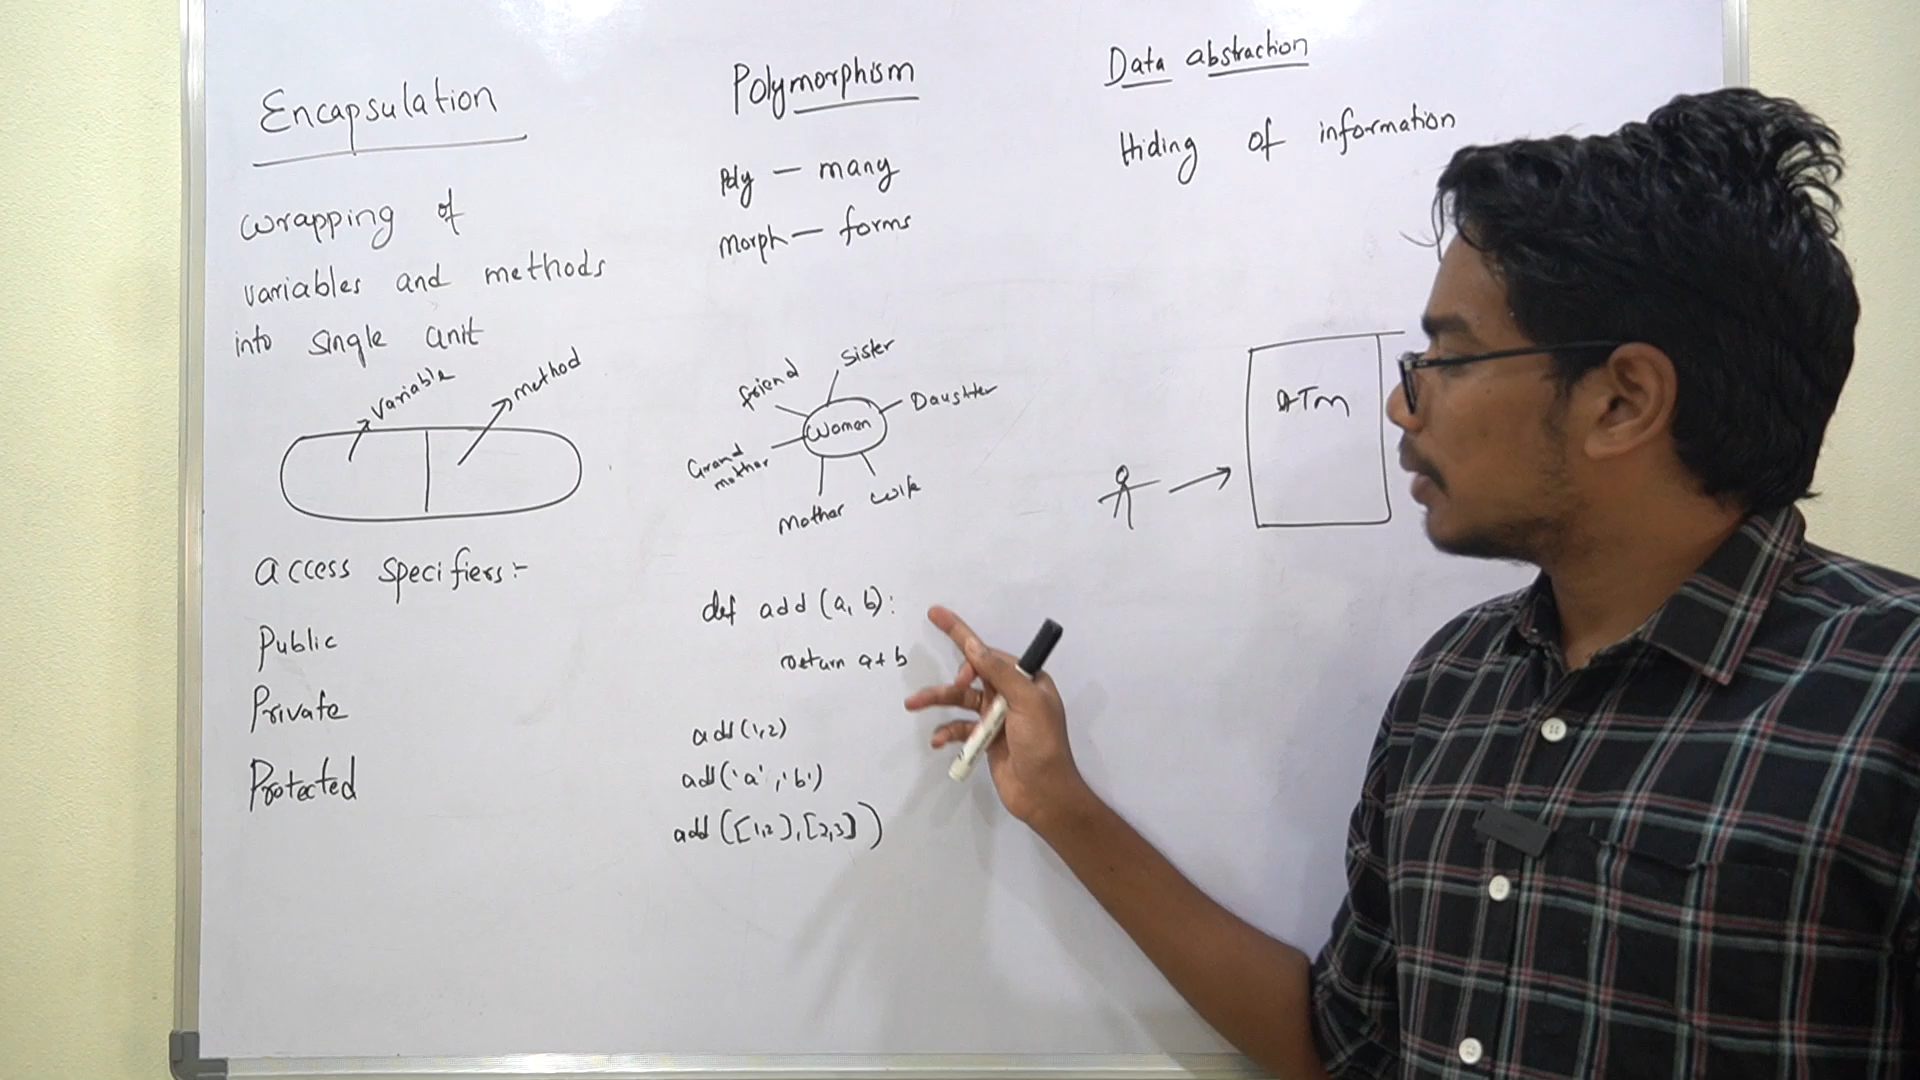 Encapsulation
wrapping of
variables and methods
into single unit
variable
method
access specifiers:-
Public
Private
Protected
Polymorphism
Poly — many
morph — forms
friend
sister
Daughter
women
Grand
mother
mother
wife
def add (a, b):
return a+b
add(1,2)
add('a','b')
add([1,2],[2,3])
Data abstraction
Hiding of information
ATM